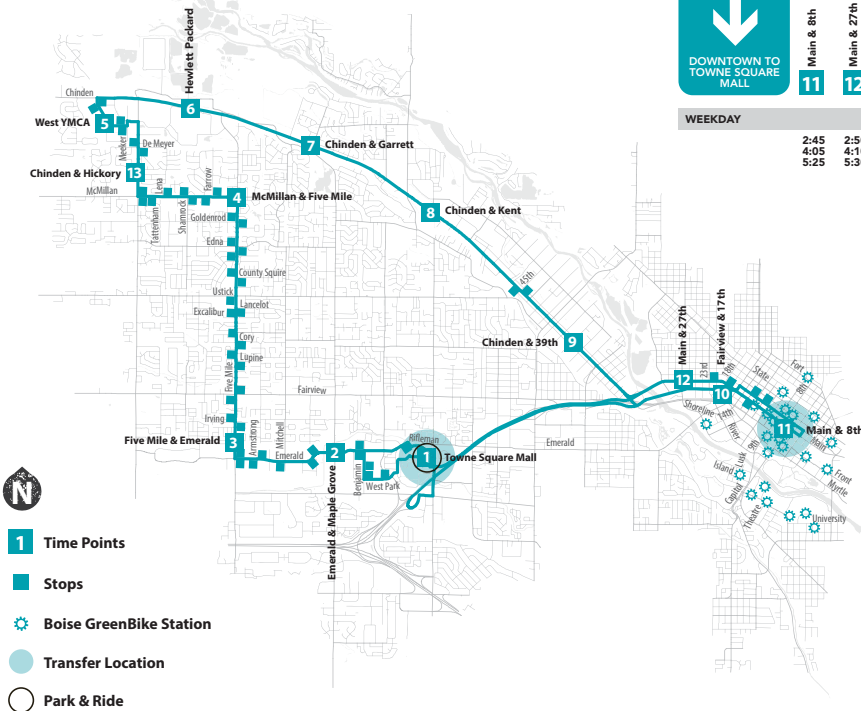 DOWNTOWN TO
TOWNE SQUARE
MALL
Main & 8th
11
Main & 27th
12
WEEKDAY
2:45
4:05
5:25
Hewlett Packard
Chinden
6
West YMCA
5
Meeker
De Meyer
7
Chinden & Garrett
Chinden & Hickory
13
McMillan
Lena
Farrow
4
McMillan & Five Mile
Tattenham
Shamrock
Goldenrod
8
Chinden & Kent
Edna
County Squire
45th
Ustick
Lancelot
Excalibur
Cory
Chinden & 39th
9
Main & 27th
Fairview & 17th
Lupine
Five Mile
12
23rd
18th
State
Fort
8th
Fairview
10
Shoreline
14th
Irving
River
11
Main & 8th
Five Mile & Emerald
3
Armstrong
Mitchell
Emerald
2
Rifleman
1
Towne Square Mall
Emerald
Main
9th
Lusk
Front
Myrtle
Benjamin
West Park
Island
Capitol
Theatre
University
Emerald & Maple Grove
N
1
Time Points
Stops
Boise GreenBike Station
Transfer Location
Park & Ride